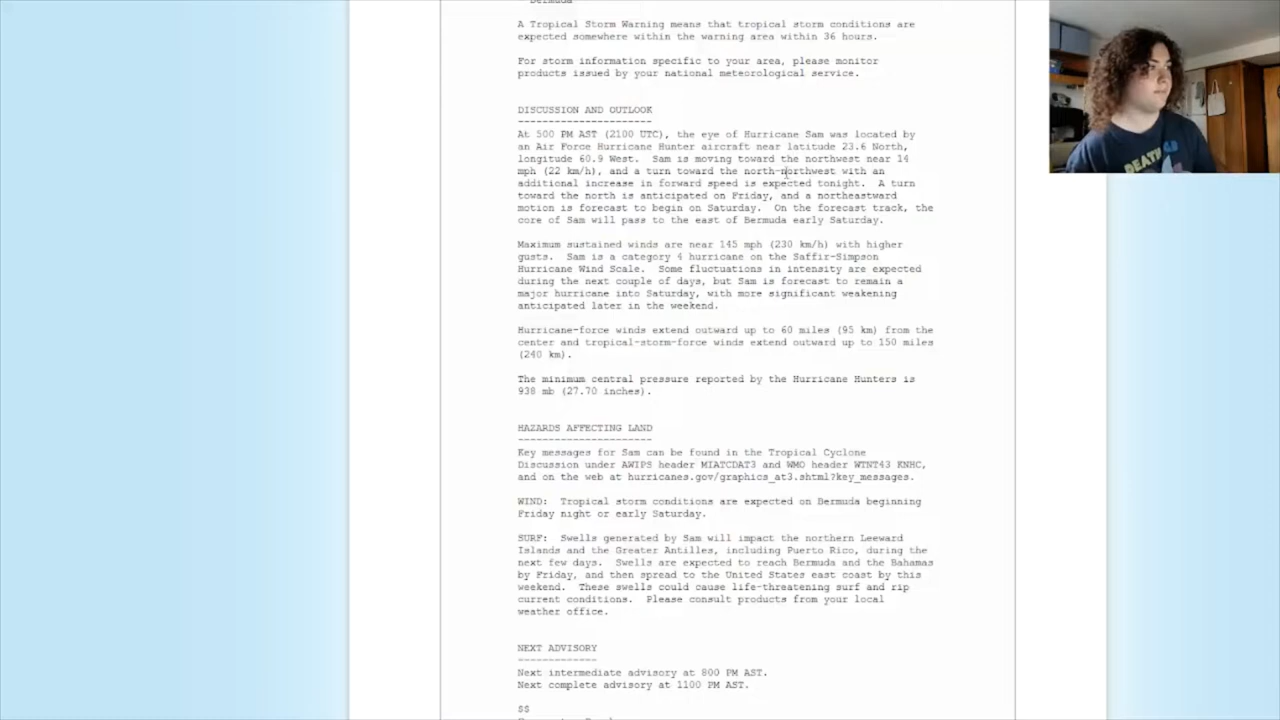 Bermuda
A Tropical Storm Warning means that tropical storm conditions are
expected somewhere within the warning area within 36 hours.
For storm information specific to your area, please monitor
products issued by your national meteorological service.
DISCUSSION AND OUTLOOK
----------------------
At 500 PM AST (2100 UTC), the eye of Hurricane Sam was located by
an Air Force Hurricane Hunter aircraft near latitude 23.6 North,
longitude 60.9 West.  Sam is moving toward the northwest near 14
mph (22 km/h), and a turn toward the north-northwest with an
additional increase in forward speed is expected tonight.  A turn
toward the north is anticipated on Friday, and a northeastward
motion is forecast to begin on Saturday.  On the forecast track, the
core of Sam will pass to the east of Bermuda early Saturday.
Maximum sustained winds are near 145 mph (230 km/h) with higher
gusts.  Sam is a category 4 hurricane on the Saffir-Simpson
Hurricane Wind Scale.  Some fluctuations in intensity are expected
during the next couple of days, but Sam is forecast to remain a
major hurricane into Saturday, with more significant weakening
anticipated later in the weekend.
Hurricane-force winds extend outward up to 60 miles (95 km) from the
center and tropical-storm-force winds extend outward up to 150 miles
(240 km).
The minimum central pressure reported by the Hurricane Hunters is
938 mb (27.70 inches).
HAZARDS AFFECTING LAND
----------------------
Key messages for Sam can be found in the Tropical Cyclone
Discussion under AWIPS header MIATCDAT3 and WMO header WTNT43 KNHC,
and on the web at hurricanes.gov/graphics_at3.shtml?key_messages.
WIND:  Tropical storm conditions are expected on Bermuda beginning
Friday night or early Saturday.
SURF:  Swells generated by Sam will impact the northern Leeward
Islands and the Greater Antilles, including Puerto Rico, during the
next few days.  Swells are expected to reach Bermuda and the Bahamas
by Friday, and then spread to the United States east coast by this
weekend.  These swells could cause life-threatening surf and rip
current conditions.  Please consult products from your local
weather office.
NEXT ADVISORY
-------------
Next intermediate advisory at 800 PM AST.
Next complete advisory at 1100 PM AST.
$$
DEATH